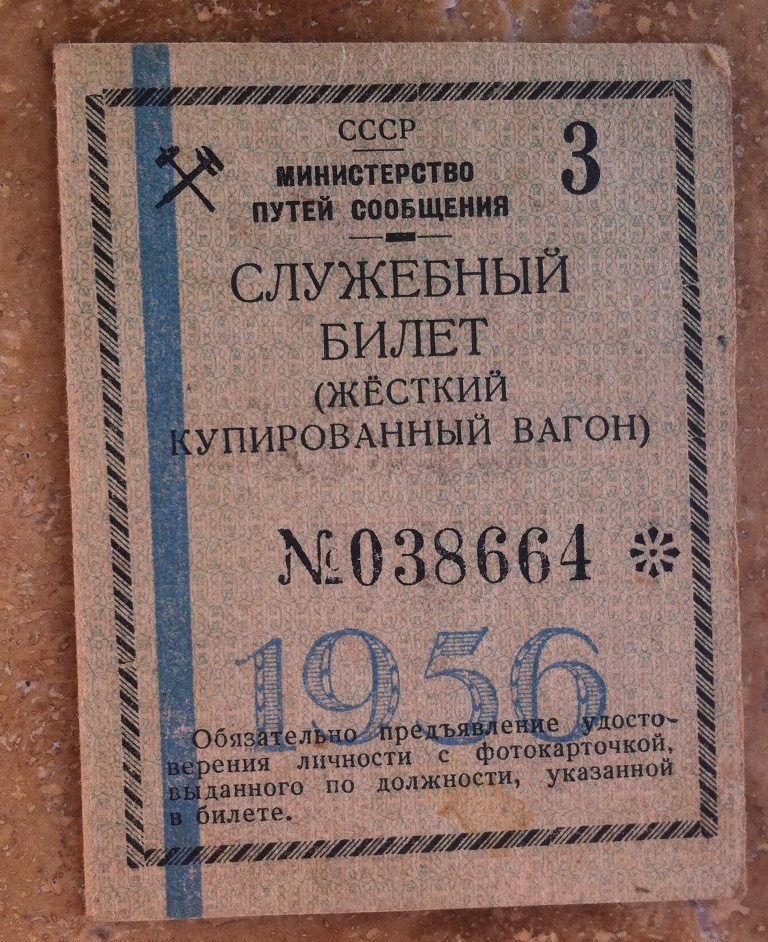 СССР
3
МИНИСТЕРСТВО
ПУТЕЙ СООБЩЕНИЯ
СЛУЖЕБНЫЙ
БИЛЕТ
(ЖЁСТКИЙ
КУПИРОВАННЫЙ ВАГОН)
№038664
1956
Обязательно предъявление удосто-
верения личности с фотокарточкой,
выданного по должности, указанной
в билете.